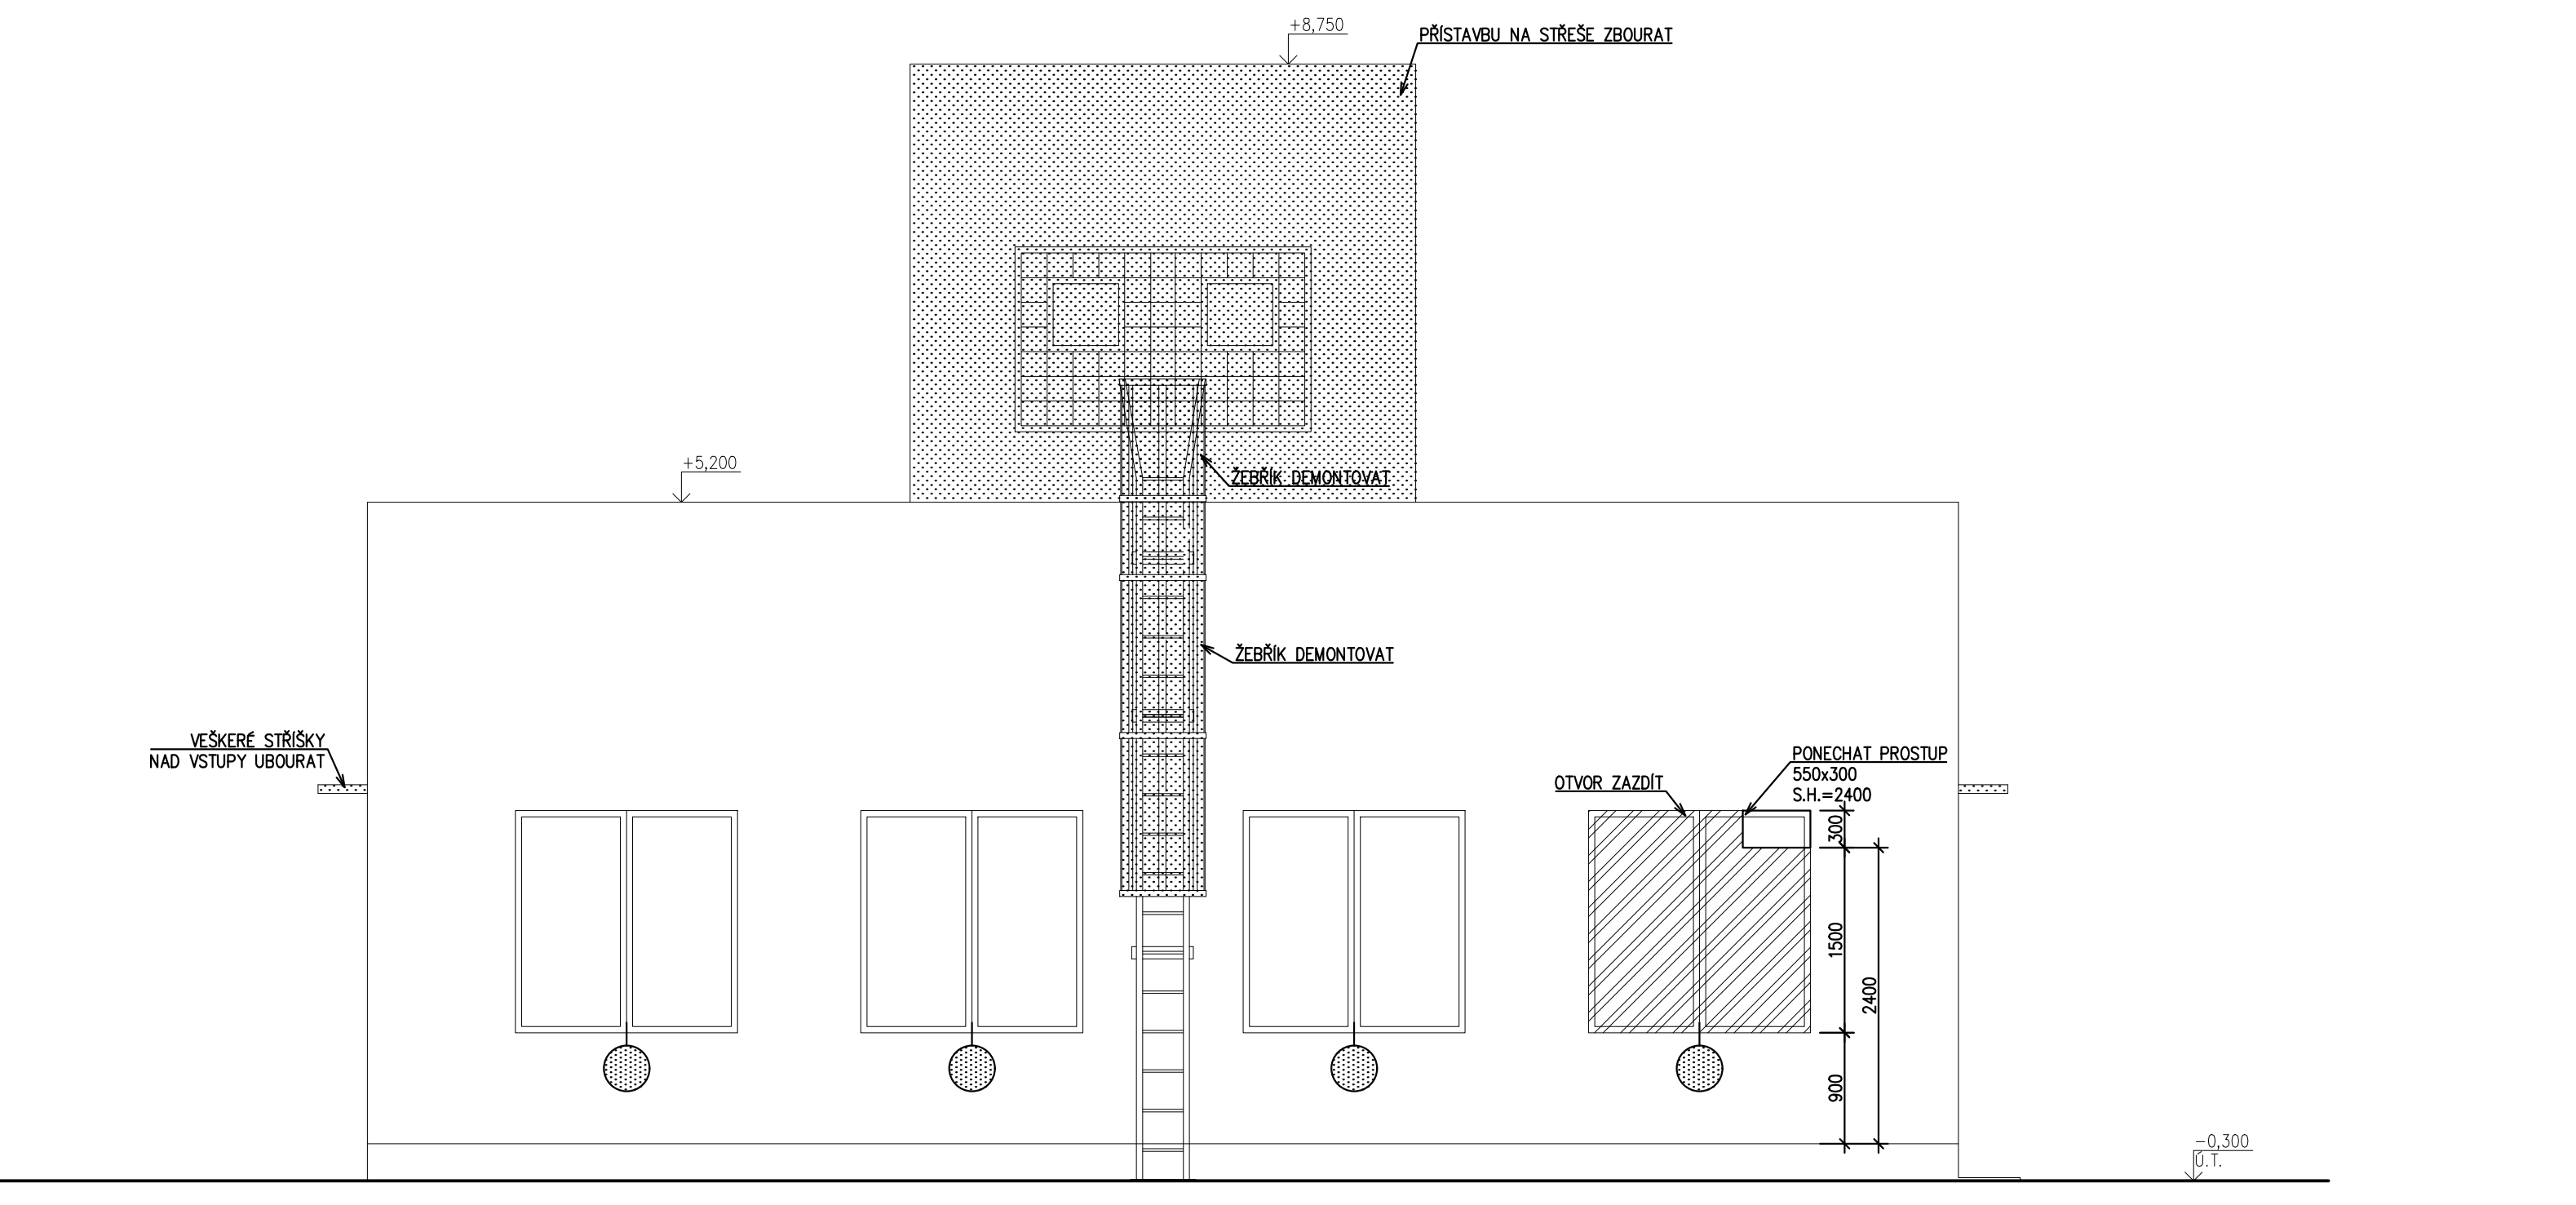 +8,750
PŘÍSTAVBU NA STŘEŠE ZBOURAT
+5,200
ŽEBŘÍK DEMONTOVAT
ŽEBŘÍK DEMONTOVAT
VEŠKERÉ STŘÍŠKY
NAD VSTUPY UBOURAT
OTVOR ZAZDÍT
PONECHAT PROSTUP
550x300
S.H.=2400
300
1500
2400
900
-0,300
Ú.T.